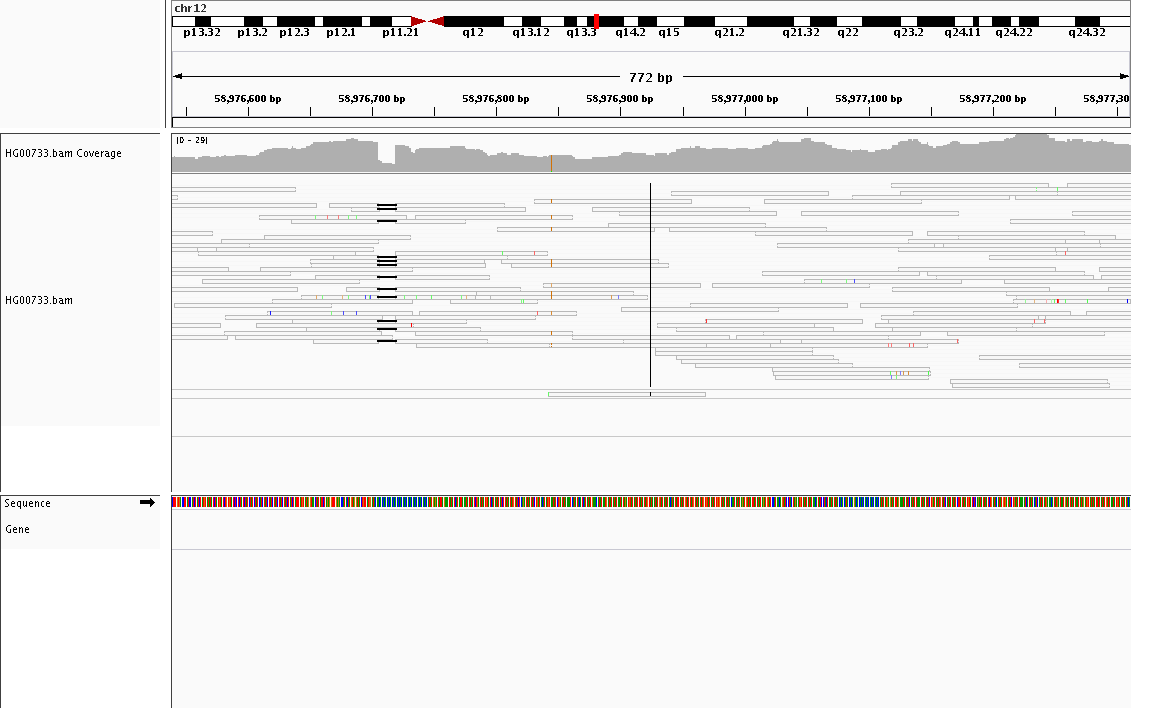 chr12
p13.32 p13.2 p12.3 p12.1 p11.21 q12 q13.12 q13.3 q14.2 q15 q21.2 q21.32 q22 q23.2 q24.11 q24.22 q24.32
772 bp
58,976,600 bp 58,976,700 bp 58,976,800 bp 58,976,900 bp 58,977,000 bp 58,977,100 bp 58,977,200 bp 58,977,30
[0 - 29]
HG00733.bam Coverage
HG00733.bam
Sequence
Gene